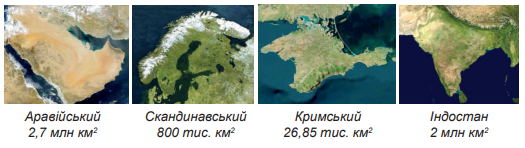 Аравійський
2,7 млн км²
Скандинавський
800 тис. км²
Кримський
26,85 тис. км²
Індостан
2 млн км²